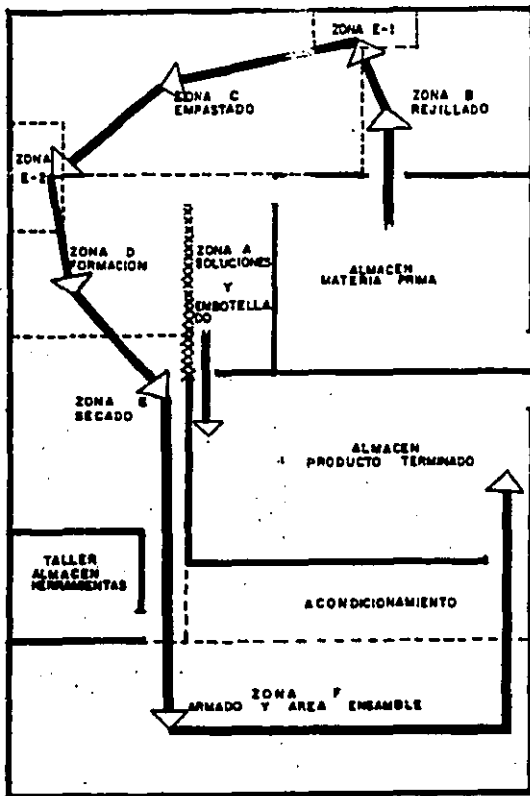 ZONA E-1
ZONA C
EMPASTADO
ZONA B
REJILLADO
ZONA
E-2
ZONA D
FORMACION
ZONA A
SOLUCIONES
Y
EMBOTELLA
DO
ALMACEN
MATERIA PRIMA
ZONA E
SECADO
ALMACEN
PRODUCTO TERMINADO
TALLER
ALMACEN
HERRAMIENTAS
ACONDICIONAMIENTO
ZONA F
ARMADO Y AREA ENSAMBLE